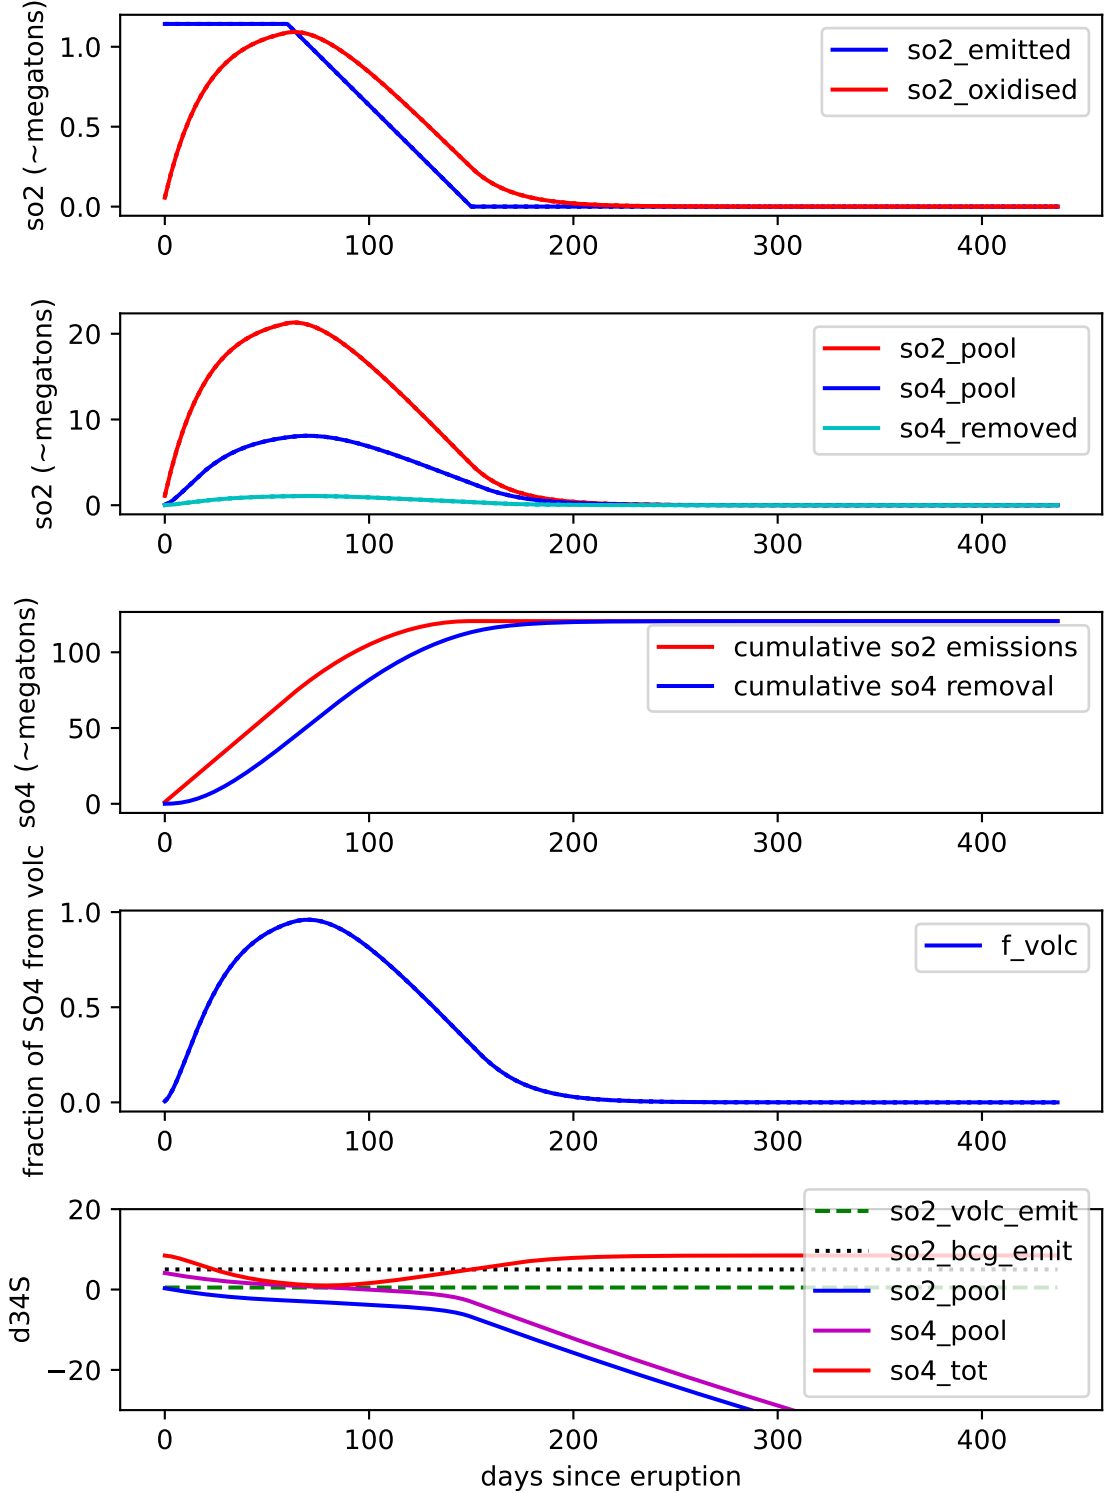 so2 (~megatons)
1.0
0.5
0.0
so2_emitted
so2_oxidised
0 100 200 300 400
so2 (~megatons)
20
10
0
so2_pool
so4_pool
so4_removed
0 100 200 300 400
so4 (~megatons)
100
50
0
cumulative so2 emissions
cumulative so4 removal
0 100 200 300 400
fraction of SO4 from volc
1.0
0.5
0.0
f_volc
0 100 200 300 400
d34S
20
0
−20
so2_volc_emit
so2_bcg_emit
so2_pool
so4_pool
so4_tot
0 100 200 300 400
days since eruption